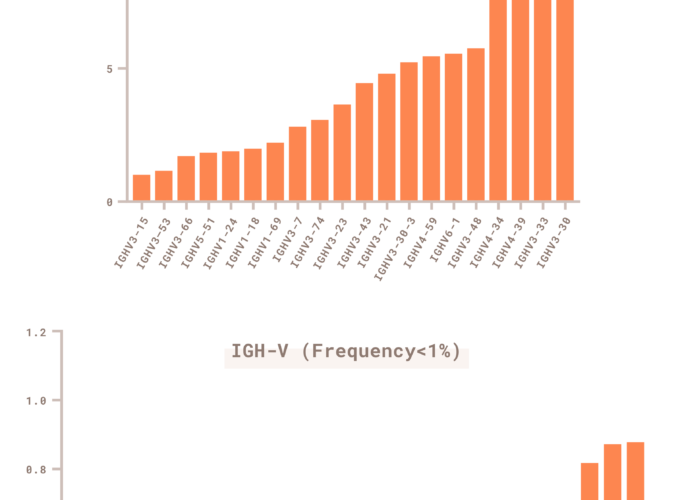 5
0
IGHV3-15 IGHV3-53 IGHV3-66 IGHV5-51 IGHV1-24 IGHV1-18 IGHV1-69 IGHV3-7 IGHV3-74 IGHV3-23 IGHV3-43 IGHV3-21 IGHV3-30-3 IGHV4-59 IGHV6-1 IGHV3-48 IGHV4-34 IGHV4-39 IGHV3-33 IGHV3-30
1.2
IGH-V (Frequency<1%)
1.0
0.8